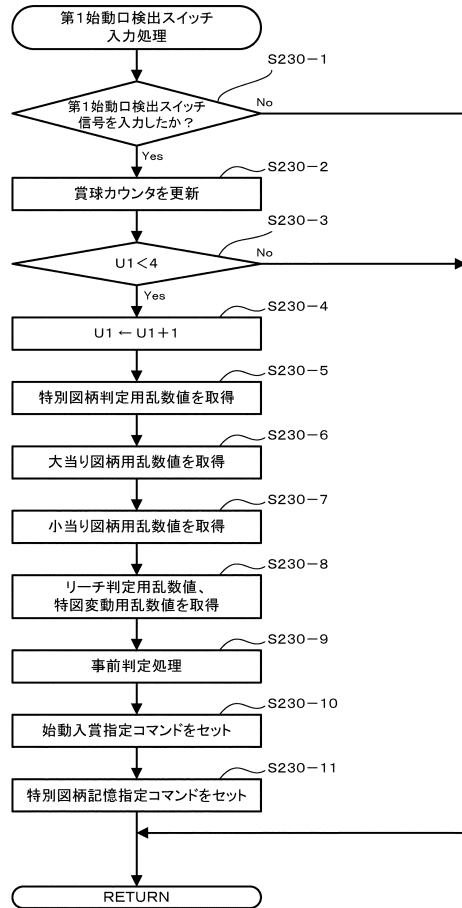 第1始動口検出スイッチ
入力処理
S230-1
第1始動口検出スイッチ
信号を入力したか？
No
Yes
S230-2
賞球カウンタを更新
S230-3
U1＜4
No
Yes
S230-4
U1 ← U1+1
S230-5
特別図柄判定用乱数値を取得
S230-6
大当り図柄用乱数値を取得
S230-7
小当り図柄用乱数値を取得
S230-8
リーチ判定用乱数値、
特図変動用乱数値を取得
S230-9
事前判定処理
S230-10
始動入賞指定コマンドをセット
S230-11
特別図柄記憶指定コマンドをセット
RETURN